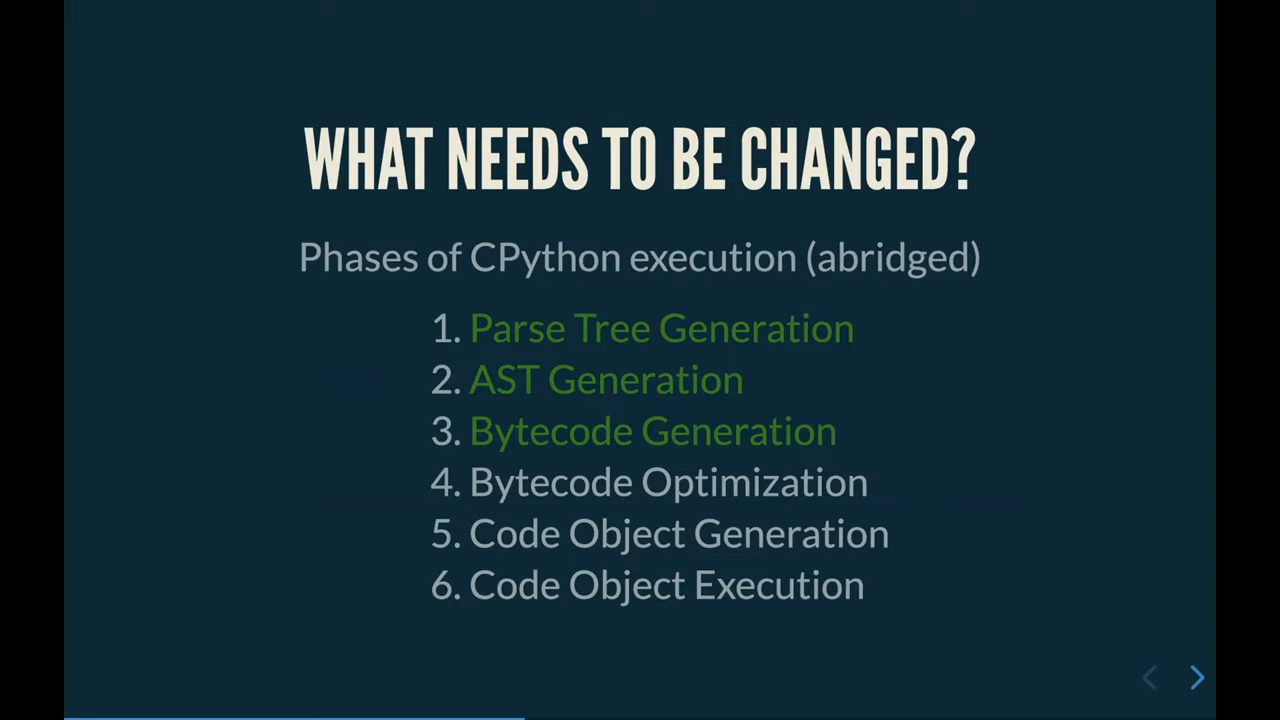 WHAT NEEDS TO BE CHANGED?
Phases of CPython execution (abridged)
1. Parse Tree Generation
2. AST Generation
3. Bytecode Generation
4. Bytecode Optimization
5. Code Object Generation
6. Code Object Execution